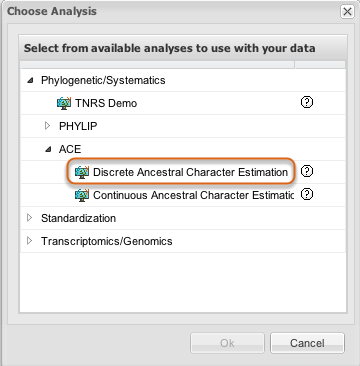 Choose Analysis
Select from available analyses to use with your data
Phylogenetic/Systematics
TNRS Demo
PHYLIP
ACE
Discrete Ancestral Character Estimation
Continuous Ancestral Character Estimatic
Standardization
Transcriptomics/Genomics
Ok Cancel